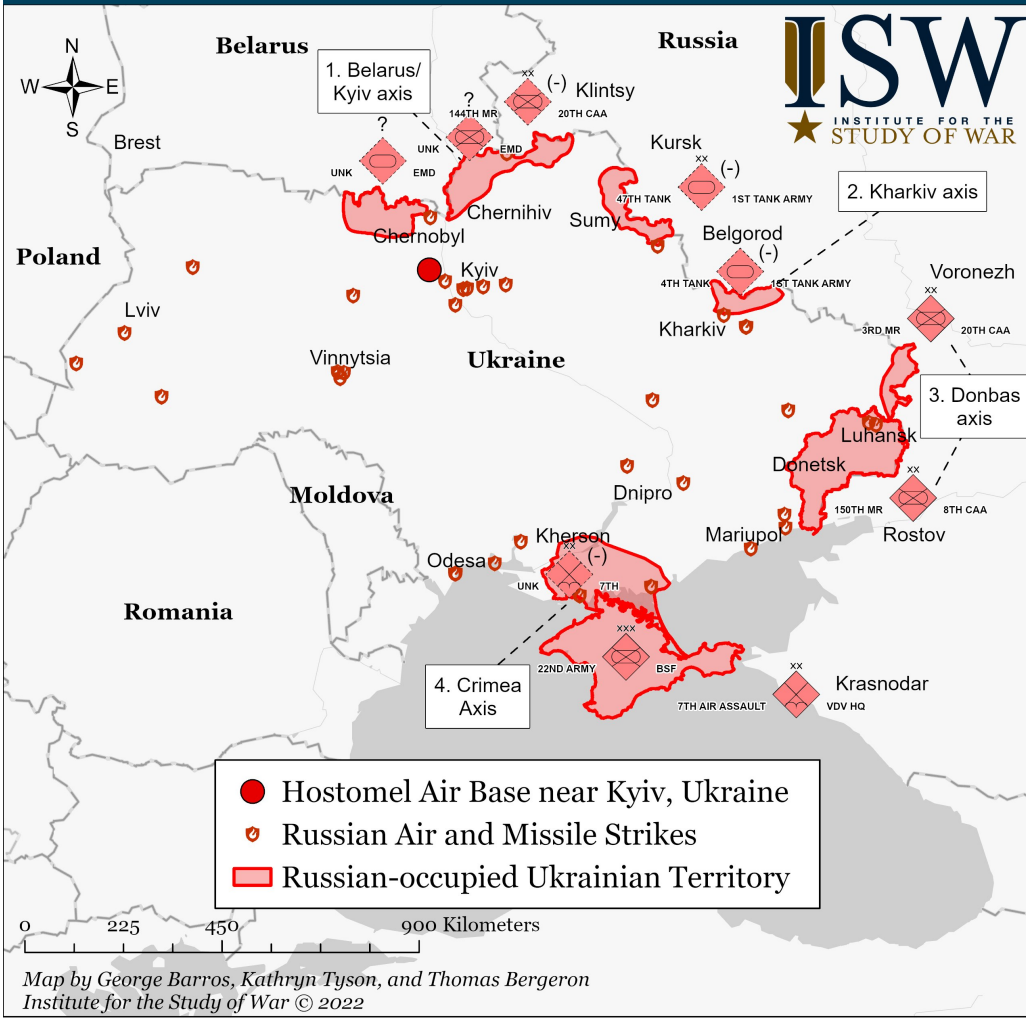 N
W E
S
Belarus
Russia
ISW
INSTITUTE FOR THE
STUDY OF WAR
1. Belarus/
Kyiv axis
xx
(-)
Klintsy
20TH CAA
?
144TH MR
UNK
EMD
?
UNK
EMD
Brest
Kursk
xx
(-)
47TH TANK
1ST TANK ARMY
2. Kharkiv axis
Chernihiv
Sumy
Chernobyl
Belgorod
(-)
4TH TANK
1ST TANK ARMY
Poland
Kyiv
Voronezh
xx
3RD MR
20TH CAA
Lviv
Kharkiv
Vinnytsia
Ukraine
3. Donbas
axis
Luhansk
Donetsk
xx
150TH MR
8TH CAA
Rostov
Moldova
Dnipro
Mariupol
Kherson
xx
(-)
UNK
7TH
Odesa
Romania
xxx
22ND ARMY
BSF
4. Crimea
Axis
xx
Krasnodar
7TH AIR ASSAULT
VDV HQ
Hostomel Air Base near Kyiv, Ukraine
Russian Air and Missile Strikes
Russian-occupied Ukrainian Territory
0 225 450 900 Kilometers
Map by George Barros, Kathryn Tyson, and Thomas Bergeron
Institute for the Study of War © 2022